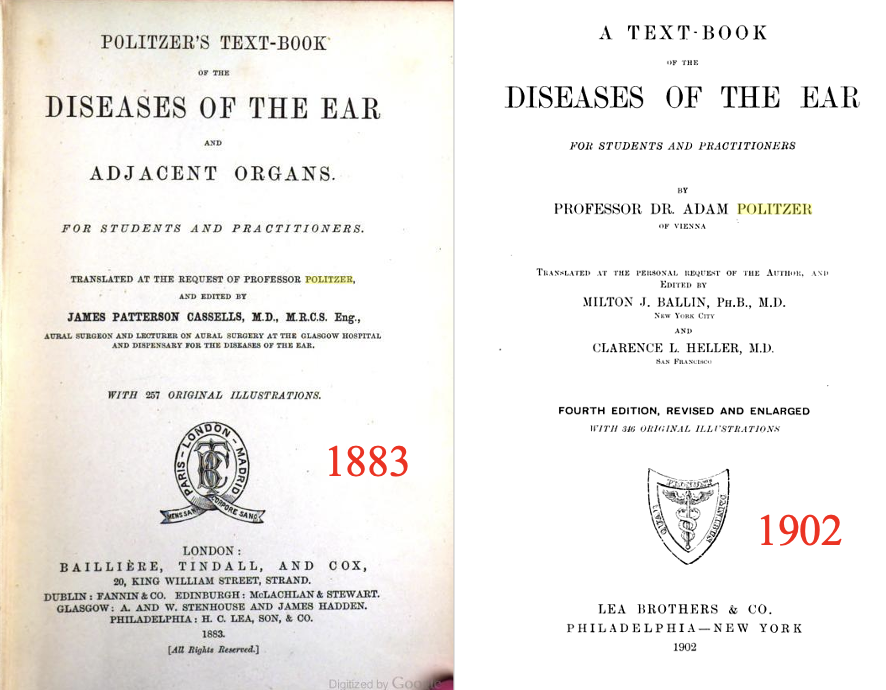 POLITZER'S TEXT-BOOK
OF THE
DISEASES OF THE EAR
AND
ADJACENT ORGANS.
FOR STUDENTS AND PRACTITIONERS.
TRANSLATED AT THE REQUEST OF PROFESSOR POLITZER,
AND EDITED BY
JAMES PATTERSON CASSELLS, M.D., M.R.C.S. Eng.,
AURAL SURGEON AND LECTURER ON AURAL SURGERY AT THE GLASGOW HOSPITAL
AND DISPENSARY FOR THE DISEASES OF THE EAR.
WITH 257 ORIGINAL ILLUSTRATIONS.
PARIS - LONDON - MADRID
BTC
MENS SANA CORPORE SANO
1883
LONDON:
BAILLIÈRE, TINDALL, AND COX,
20, KING WILLIAM STREET, STRAND.
DUBLIN: FANNIN & CO. EDINBURGH: McLACHLAN & STEWART.
GLASGOW: A. AND W. STENHOUSE AND JAMES HADDEN.
PHILADELPHIA: H. C. LEA, SON, & CO.
1883.
[All Rights Reserved.]
Digitized by Google
A TEXT-BOOK
OF THE
DISEASES OF THE EAR
FOR STUDENTS AND PRACTITIONERS
BY
PROFESSOR DR. ADAM POLITZER
OF VIENNA
TRANSLATED AT THE PERSONAL REQUEST OF THE AUTHOR, AND
EDITED BY
MILTON J. BALLIN, PH.B., M.D.
NEW YORK CITY
AND
CLARENCE L. HELLER, M.D.
SAN FRANCISCO
FOURTH EDITION, REVISED AND ENLARGED
WITH 346 ORIGINAL ILLUSTRATIONS
1902
LEA BROTHERS & CO.
PHILADELPHIA—NEW YORK
1902